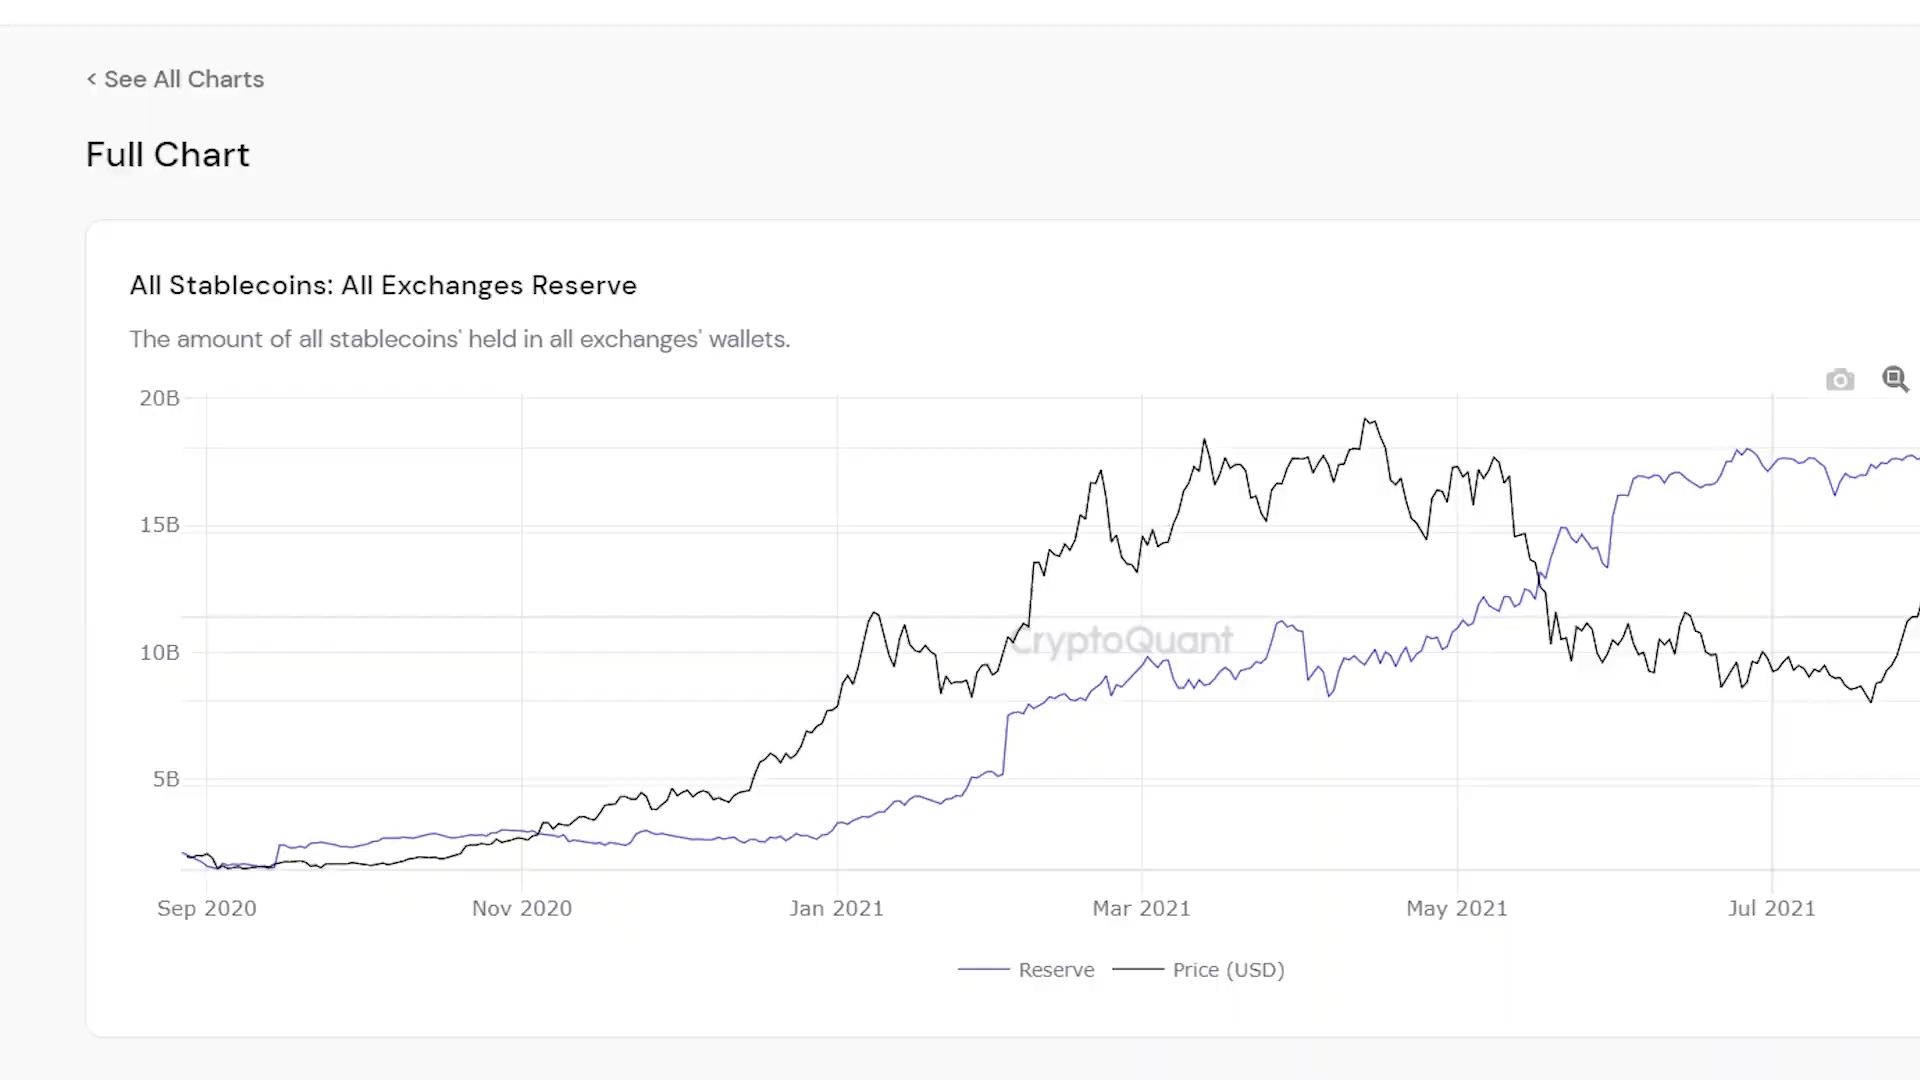 < See All Charts
Full Chart
All Stablecoins: All Exchanges Reserve
The amount of all stablecoins' held in all exchanges' wallets.
20B
15B
10B
5B
CryptoQuant
Sep 2020 Nov 2020 Jan 2021 Mar 2021 May 2021 Jul 2021
Reserve Price (USD)